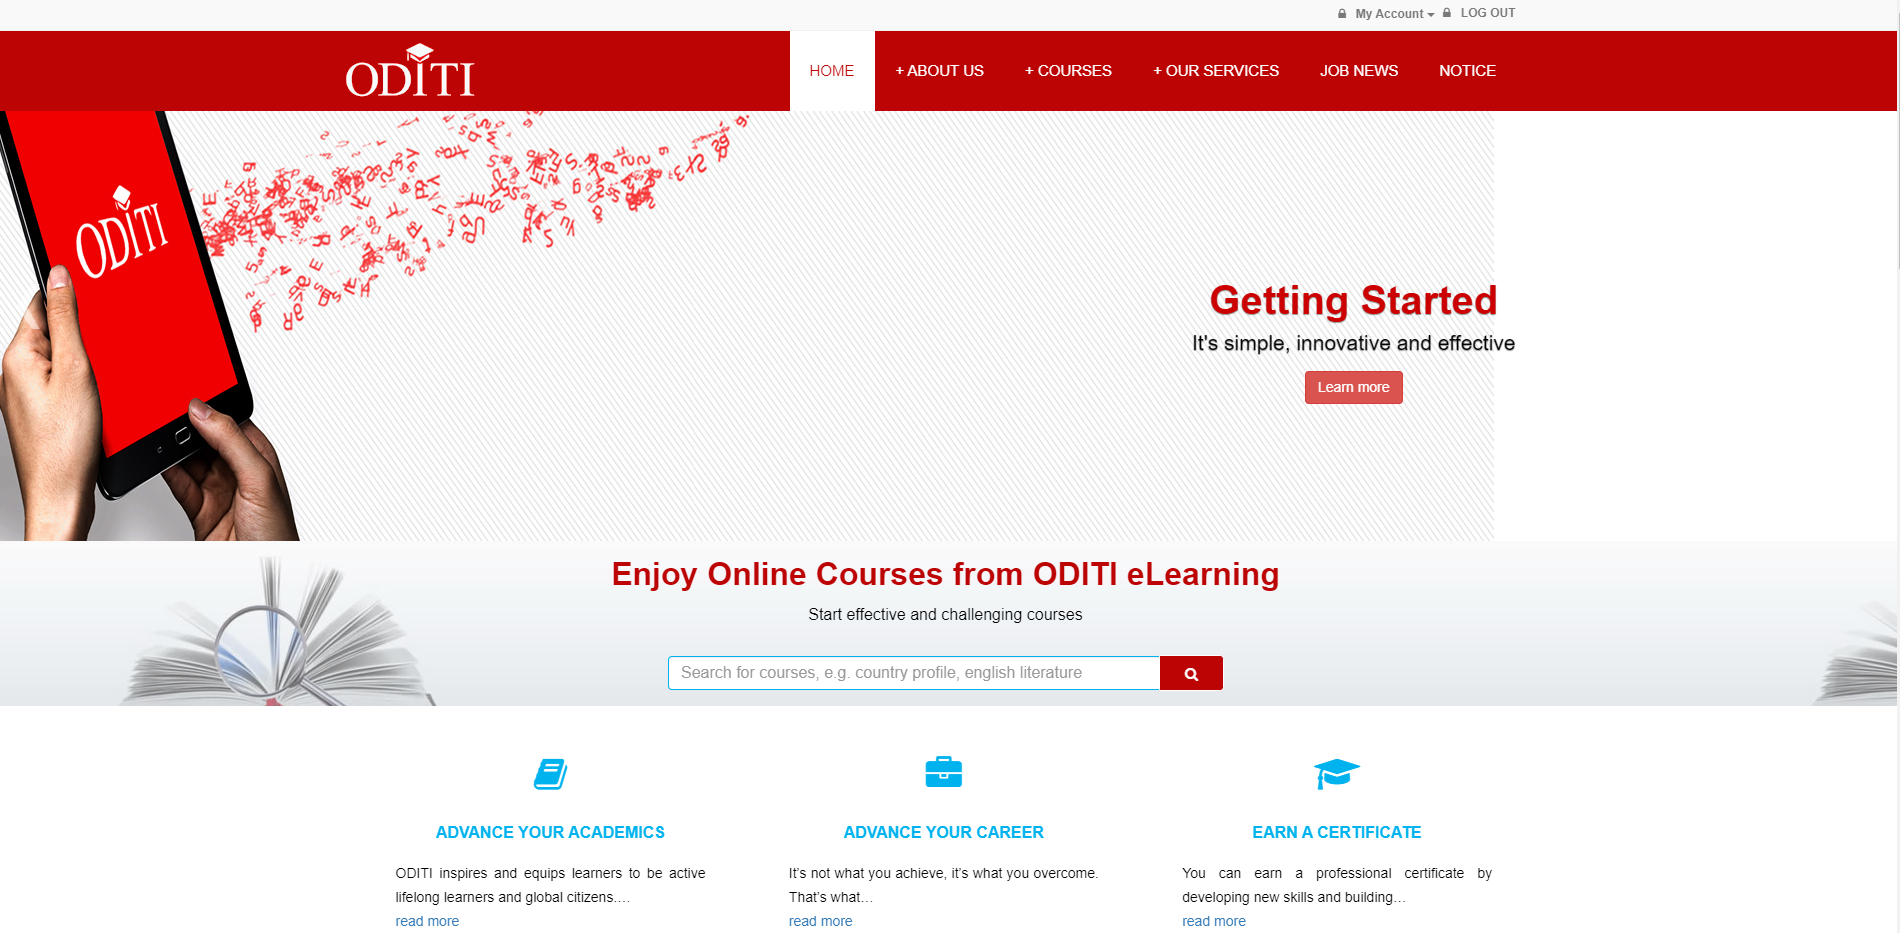 My Account LOG OUT
ODITI
HOME + ABOUT US + COURSES + OUR SERVICES JOB NEWS NOTICE
ODITI
Getting Started
It's simple, innovative and effective
Learn more
Enjoy Online Courses from ODITI eLearning
Start effective and challenging courses
Search for courses, e.g. country profile, english literature
ADVANCE YOUR ACADEMICS
ODITI inspires and equips learners to be active
lifelong learners and global citizens....
read more
ADVANCE YOUR CAREER
It's not what you achieve, it's what you overcome.
That's what...
read more
EARN A CERTIFICATE
You can earn a professional certificate by
developing new skills and building...
read more